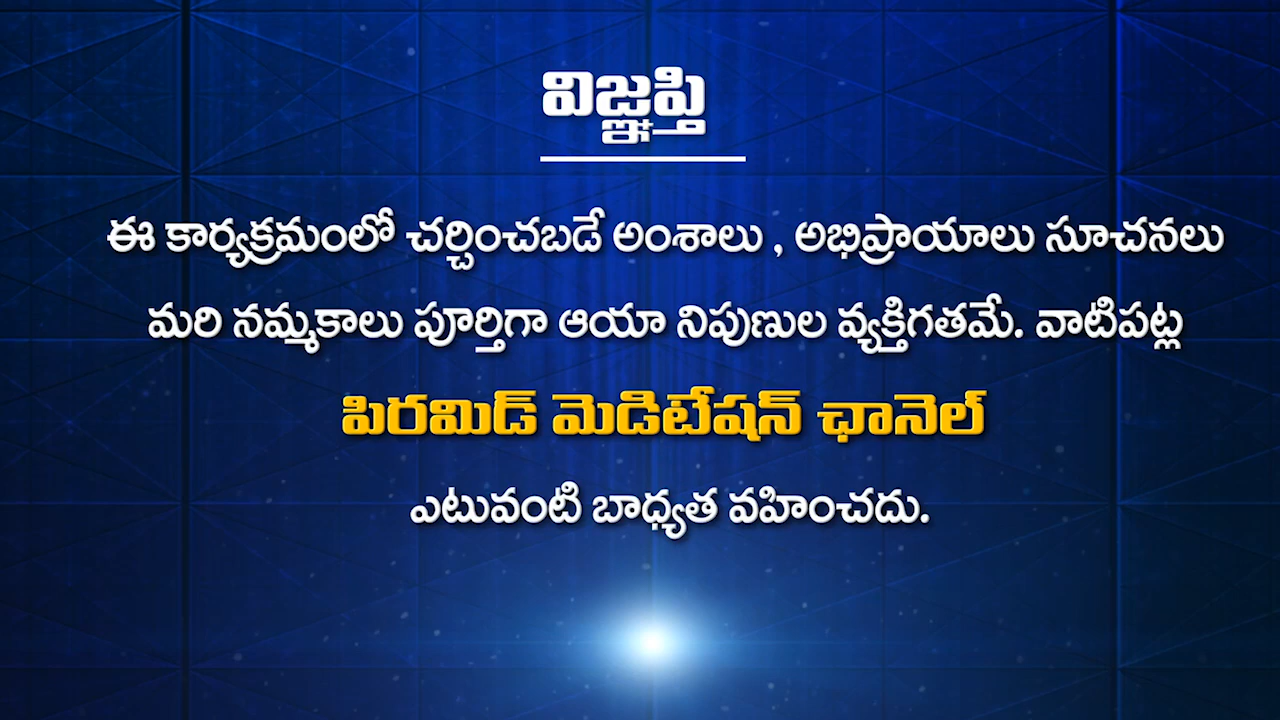 విజ్ఞప్తి
ఈ కార్యక్రమంలో చర్చించబడే అంశాలు , అభిప్రాయాలు సూచనలు
మరి నమ్మకాలు పూర్తిగా ఆయా నిపుణుల వ్యక్తిగతమే. వాటిపట్ల
పిరమిడ్ మెడిటేషన్ ఛానెల్
ఎటువంటి బాధ్యత వహించదు.